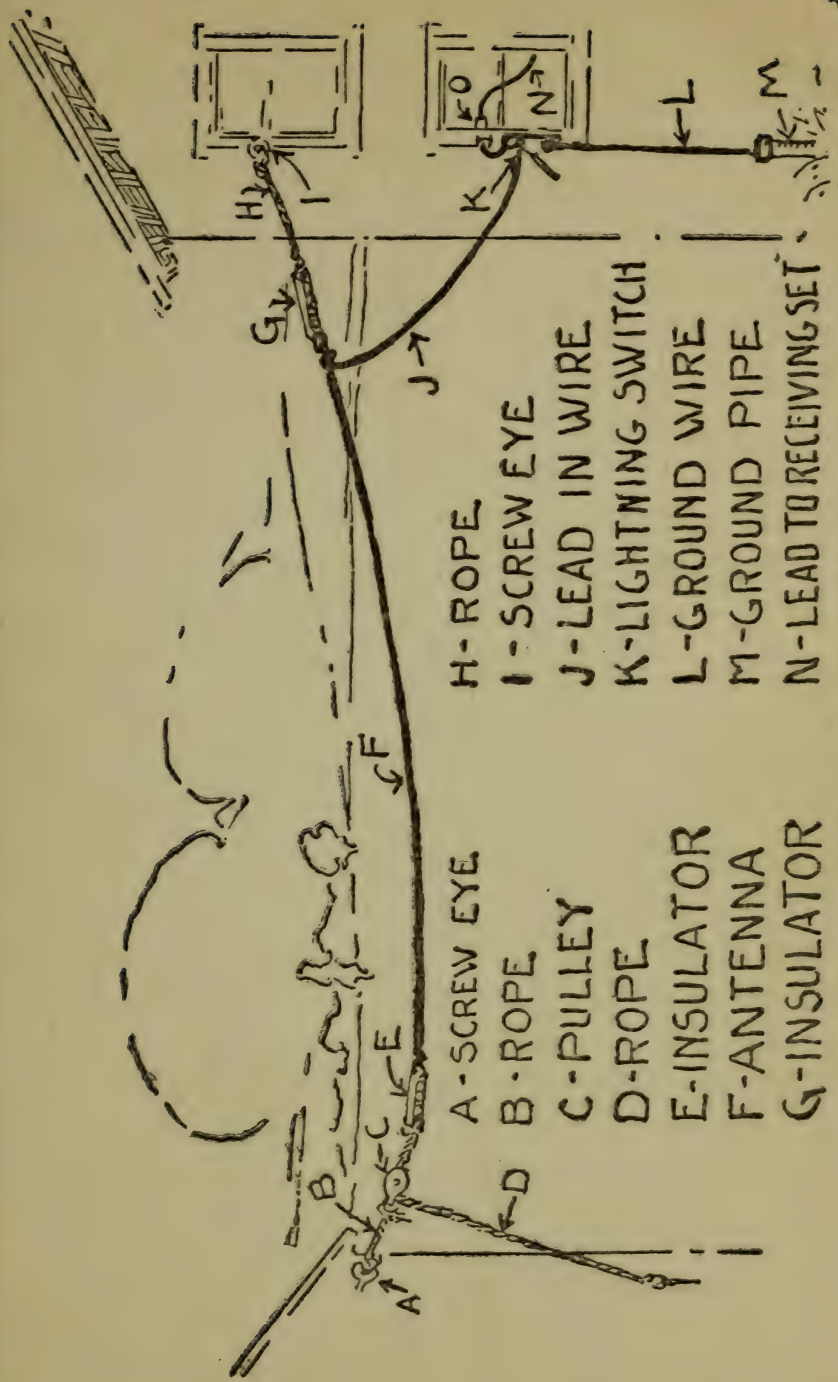 A
B
C
D
E
F
G
H
I
J
K
L
M
N
O
A - SCREW EYE
B - ROPE
C - PULLEY
D - ROPE
E - INSULATOR
F - ANTENNA
G - INSULATOR
H - ROPE
I - SCREW EYE
J - LEAD IN WIRE
K - LIGHTNING SWITCH
L - GROUND WIRE
M - GROUND PIPE
N - LEAD TO RECEIVING SET